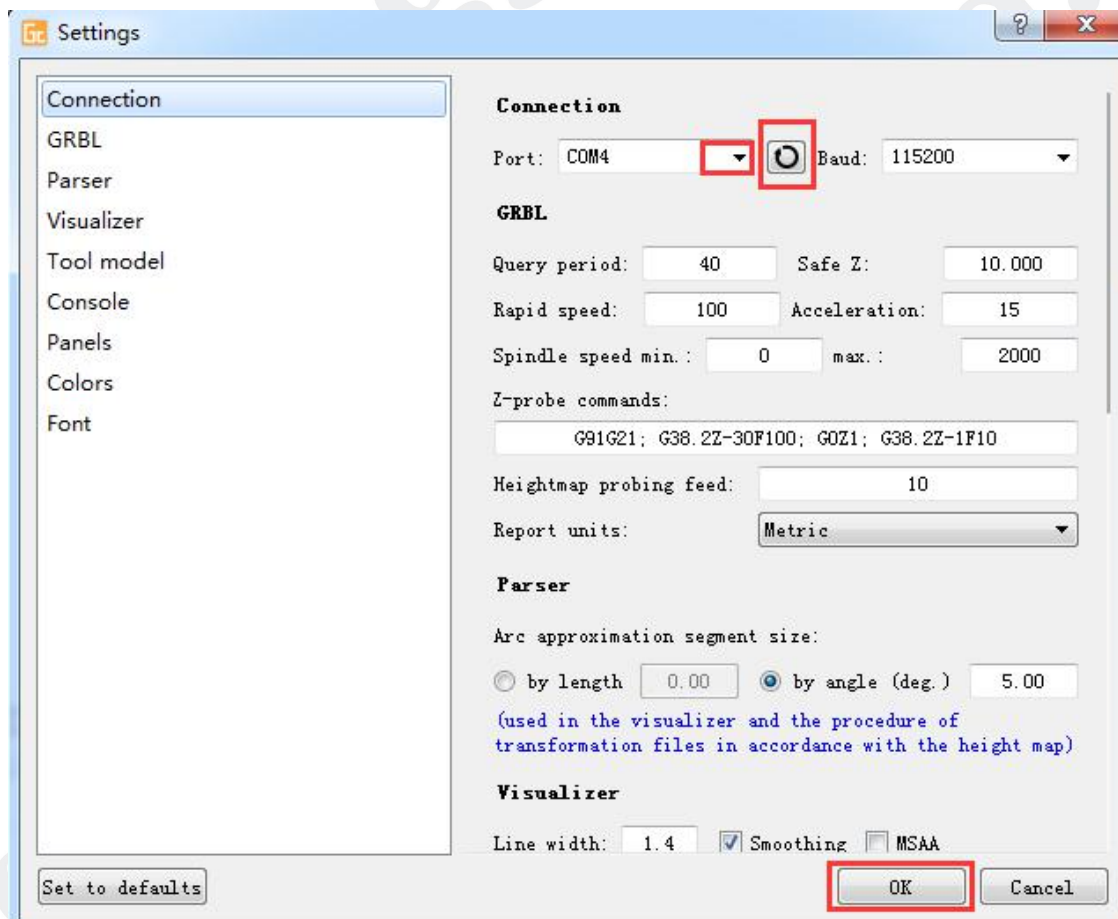 Gc Settings
Connection
GRBL
Parser
Visualizer
Tool model
Console
Panels
Colors
Font
Set to defaults
Connection
Port: COM4 Baud: 115200
GRBL
Query period: 40 Safe Z: 10.000
Rapid speed: 100 Acceleration: 15
Spindle speed min.: 0 max.: 2000
Z-probe commands:
G91G21; G38.2Z-30F100; G0Z1; G38.2Z-1F10
Heightmap probing feed: 10
Report units: Metric
Parser
Arc approximation segment size:
by length 0.00 by angle (deg.) 5.00
(used in the visualizer and the procedure of
transformation files in accordance with the height map)
Visualizer
Line width: 1.4 Smoothing MSAA
OK Cancel